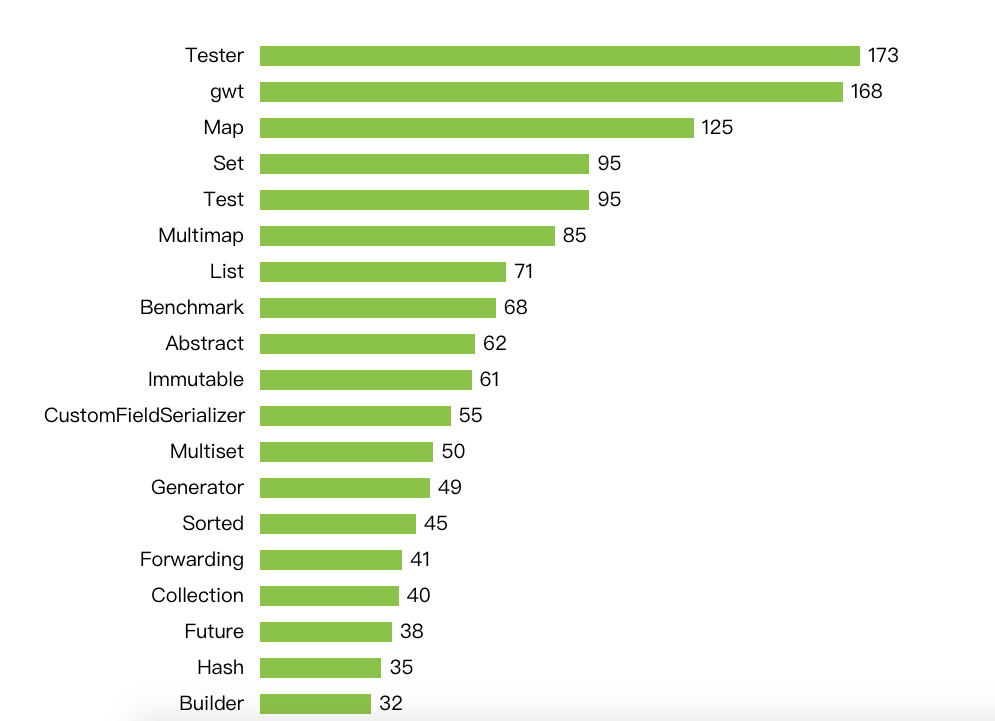 Tester 173
gwt 168
Map 125
Set 95
Test 95
Multimap 85
List 71
Benchmark 68
Abstract 62
Immutable 61
CustomFieldSerializer 55
Multiset 50
Generator 49
Sorted 45
Forwarding 41
Collection 40
Future 38
Hash 35
Builder 32